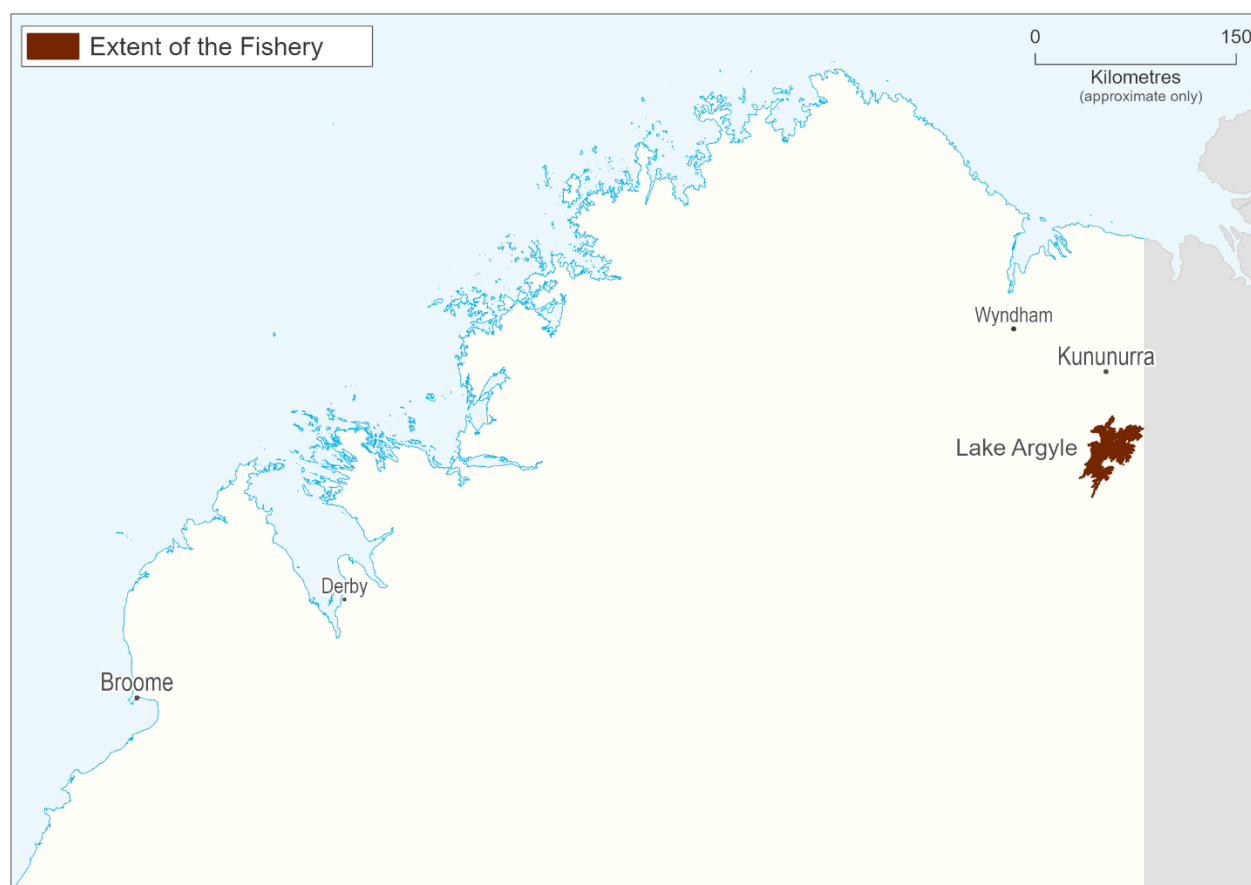 Extent of the Fishery
0 150
Kilometres
(approximate only)
Wyndham
Kununurra
Lake Argyle
Derby
Broome